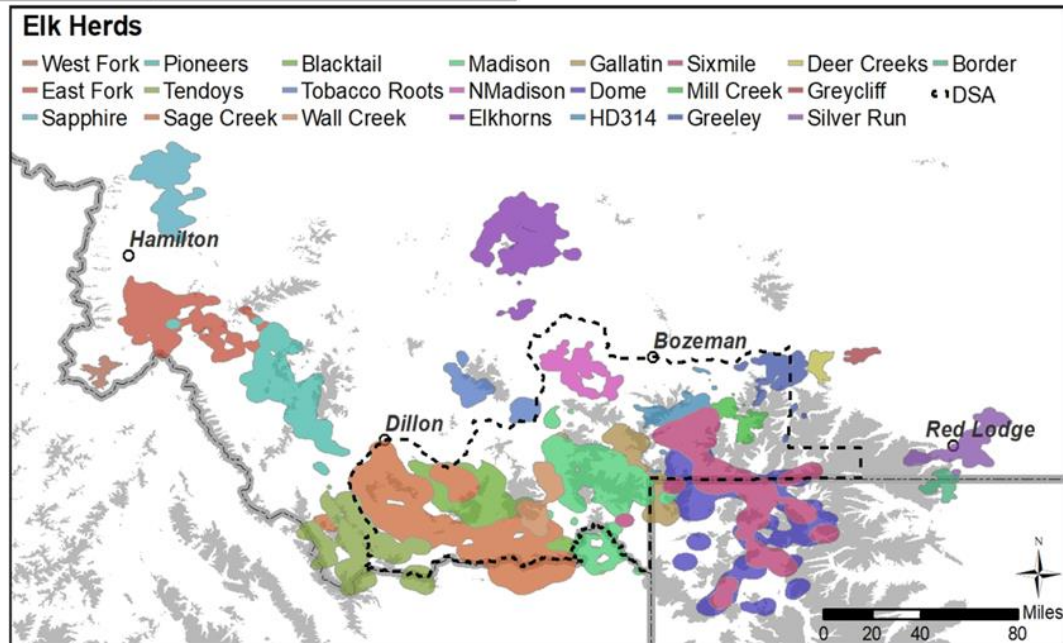 Elk Herds
West Fork Pioneers Blacktail Madison Gallatin Sixmile Deer Creeks Border
East Fork Tendoys Tobacco Roots NMadison Dome Mill Creek Greycliff DSA
Sapphire Sage Creek Wall Creek Elkhorns HD314 Greeley Silver Run
Hamilton
Bozeman
Dillon
Red Lodge
N
Miles
0 20 40 80